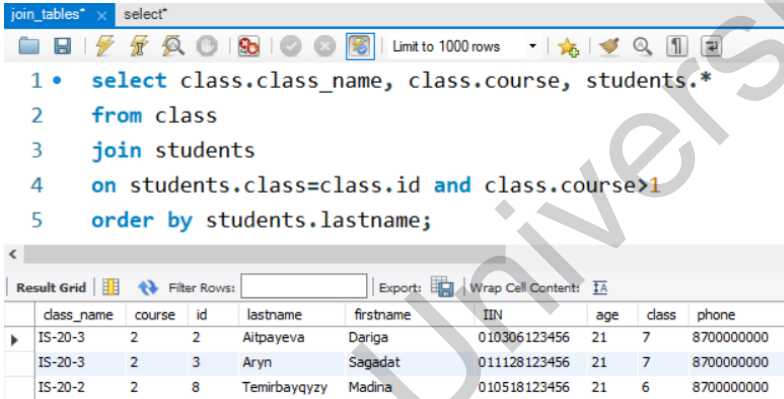 join_tables* × select*
Limit to 1000 rows
1 select class.class_name, class.course, students.*
2 from class
3 join students
4 on students.class=class.id and class.course>1
5 order by students.lastname;
Result Grid Filter Rows: Export: Wrap Cell Content:
class_name course id lastname firstname IIN age class phone
IS-20-3 2 2 Aitpayeva Dariga 010306123456 21 7 8700000000
IS-20-3 2 3 Aryn Sagadat 011128123456 21 7 8700000000
IS-20-2 2 8 Temirbayqyzy Madina 010518123456 21 6 8700000000
Univers